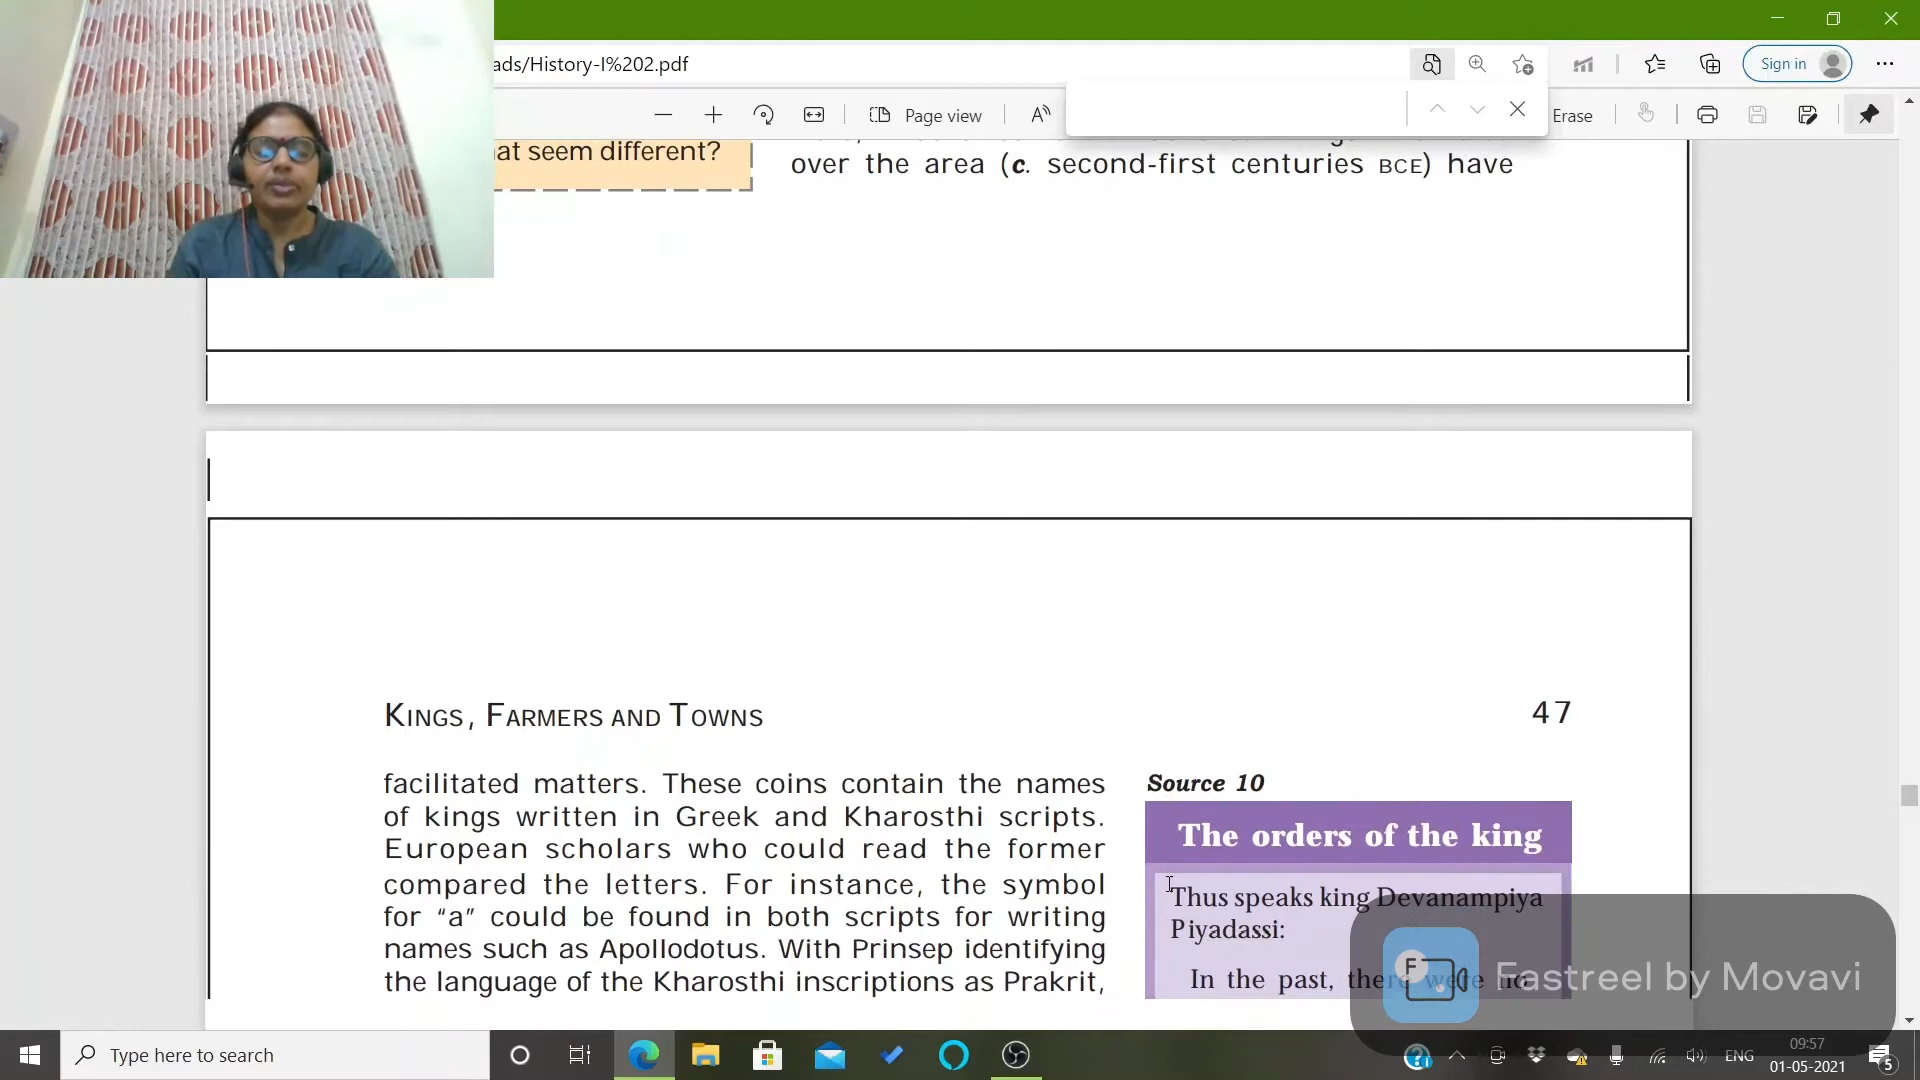 ads/History-I%202.pdf
Sign in
Page view
Erase
at seem different?
over the area (c. second-first centuries BCE) have
KINGS, FARMERS AND TOWNS
47
facilitated matters. These coins contain the names
of kings written in Greek and Kharosthi scripts.
European scholars who could read the former
compared the letters. For instance, the symbol
for “a” could be found in both scripts for writing
names such as Apollodotus. With Prinsep identifying
the language of the Kharosthi inscriptions as Prakrit,
Source 10
The orders of the king
Thus speaks king Devanampiya
Piyadassi:
In the past, there were no
Fastreel by Movavi
Type here to search
ENG
09:57
01-05-2021
5